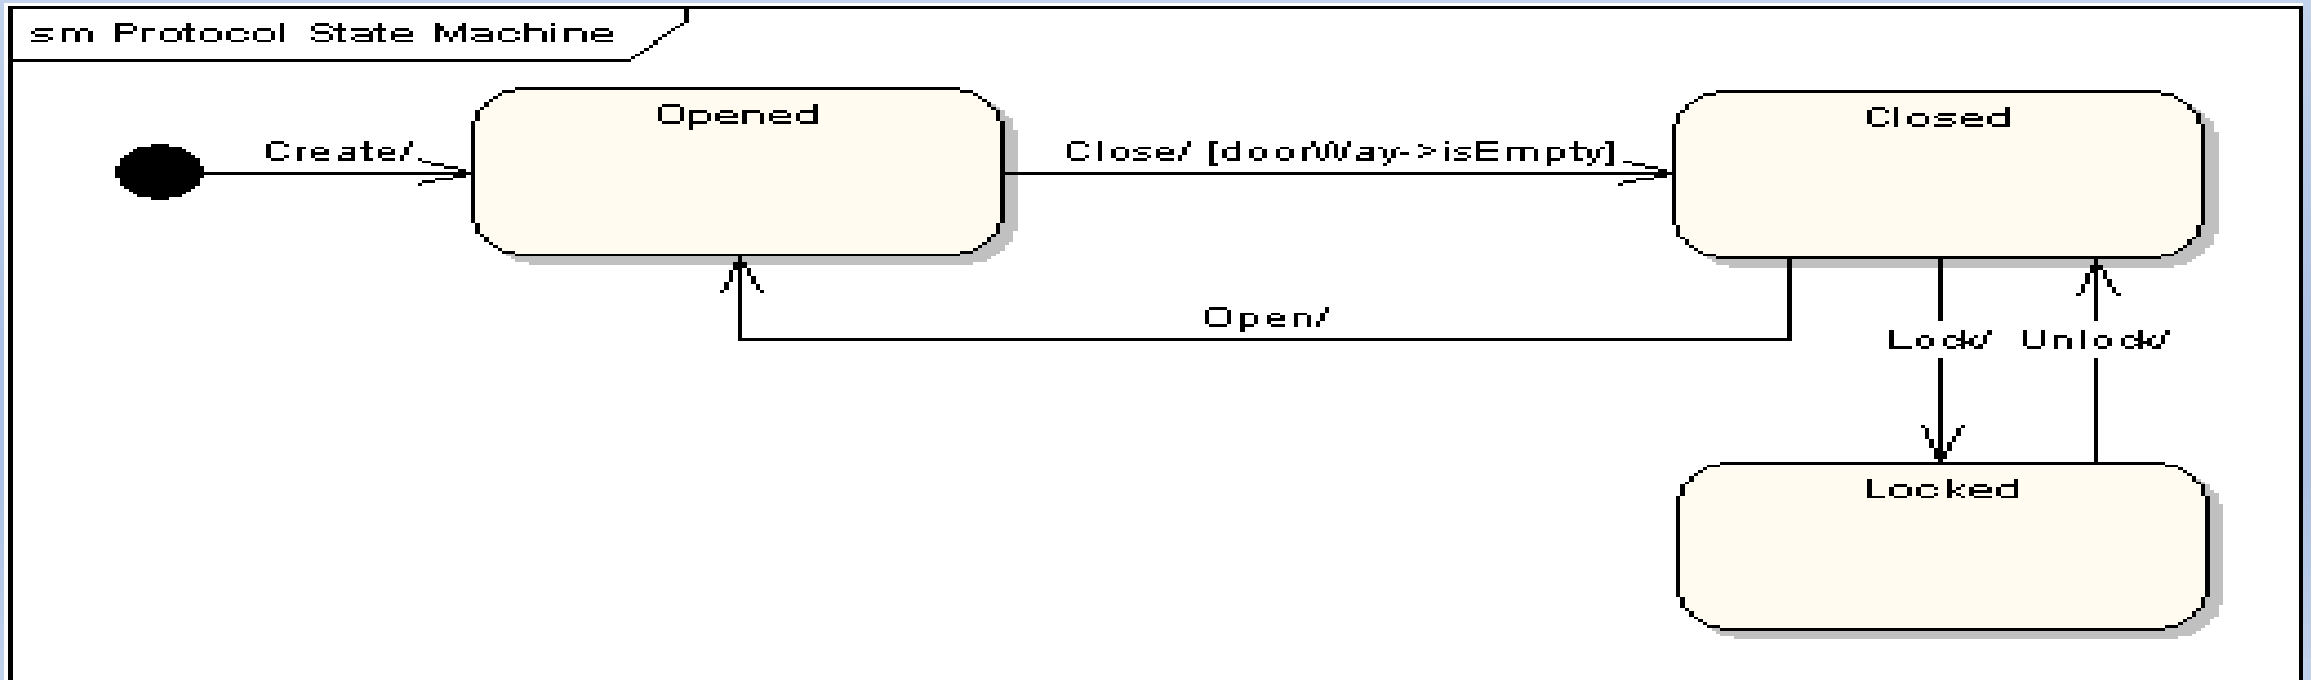 sm Protocol State Machine
Opened
Closed
Create/
Close/ [doorWay->isEmpty]
Open/
Lock/
Unlock/
Locked